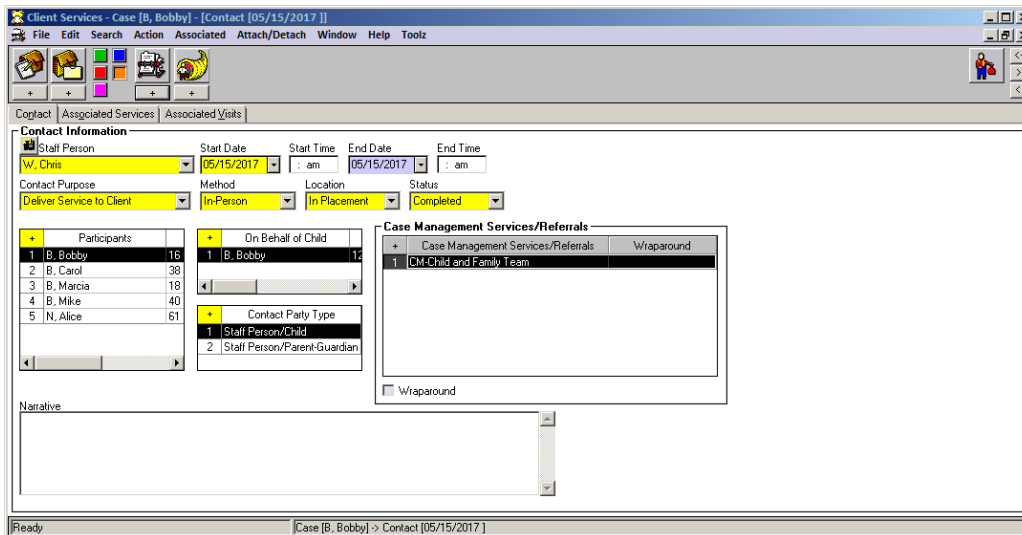 Client Services - Case [B, Bobby] - [Contact [05/15/2017 ]]
File Edit Search Action Associated Attach/Detach Window Help Toolz
+ + + +
Contact Associated Services Associated Visits
Contact Information
Staff Person Start Date Start Time End Date End Time
W, Chris 05/15/2017 : am 05/15/2017 : am
Contact Purpose Method Location Status
Deliver Service to Client In-Person In Placement Completed
Case Management Services/Referrals
+ Participants + On Behalf of Child + Case Management Services/Referrals Wraparound
1 B, Bobby 16 1 B, Bobby 12 1 CM-Child and Family Team
2 B, Carol 38
3 B, Marcia 18
4 B, Mike 40
5 N, Alice 61
+ Contact Party Type
1 Staff Person/Child
2 Staff Person/Parent-Guardian
Wraparound
Narrative
Ready Case [B, Bobby] -> Contact [05/15/2017 ]